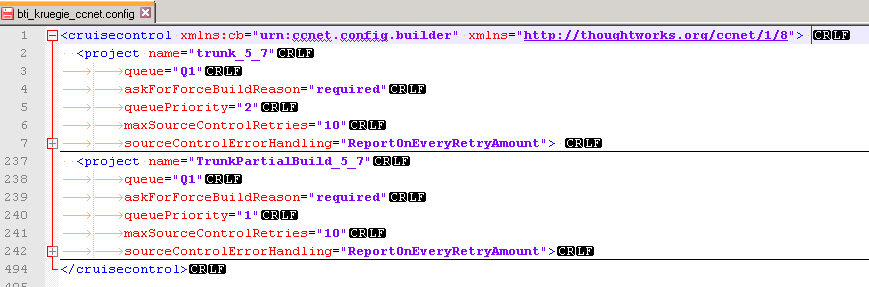 bti_kruegie_ccnet.config
1 <cruisecontrol xmlns:cb="urn:ccnet.config.builder" xmlns="http://thoughtworks.org/ccnet/1/8"> CRLF
2 <project name="trunk_5_7"CRLF
3 queue="Q1"CRLF
4 askForForceBuildReason="required"CRLF
5 queuePriority="2"CRLF
6 maxSourceControlRetries="10"CRLF
7 sourceControlErrorHandling="ReportOnEveryRetryAmount"> CRLF
237 <project name="TrunkPartialBuild_5_7"CRLF
238 queue="Q1"CRLF
239 askForForceBuildReason="required"CRLF
240 queuePriority="1"CRLF
241 maxSourceControlRetries="10"CRLF
242 sourceControlErrorHandling="ReportOnEveryRetryAmount">CRLF
494 </cruisecontrol>CRLF